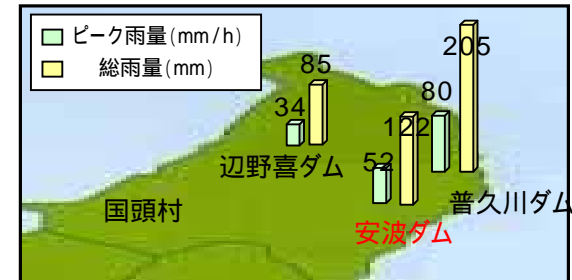 ピーク雨量(mm/h)
総雨量(mm)
205
85
80
34
122
52
辺野喜ダム
普久川ダム
国頭村
安波ダム